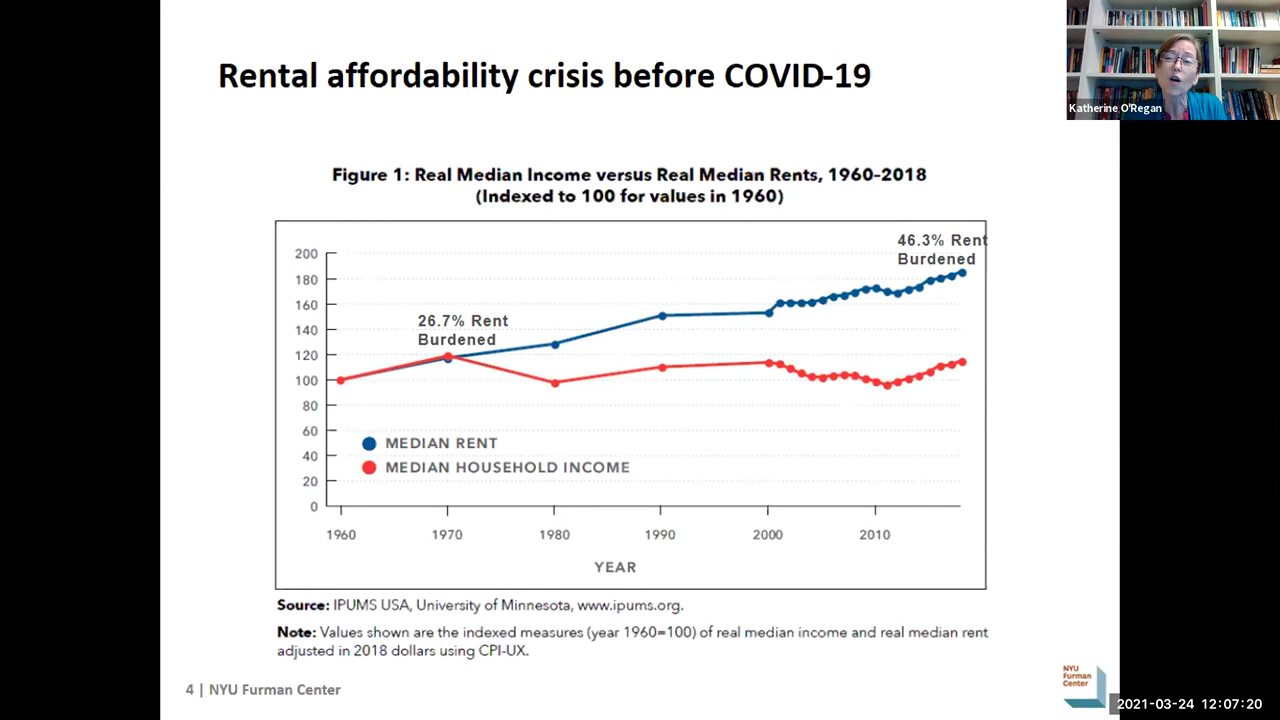 Rental affordability crisis before COVID-19
Katherine O'Regan
Figure 1: Real Median Income versus Real Median Rents, 1960–2018
(Indexed to 100 for values in 1960)
46.3% Rent
Burdened
26.7% Rent
Burdened
200
180
160
140
120
100
80
60
40
20
0
MEDIAN RENT
MEDIAN HOUSEHOLD INCOME
1960 1970 1980 1990 2000 2010
YEAR
Source: IPUMS USA, University of Minnesota, www.ipums.org.
Note: Values shown are the indexed measures (year 1960=100) of real median income and real median rent
adjusted in 2018 dollars using CPI-UX.
4 | NYU Furman Center
NYU
Furman
Center
2021-03-24 12:07:20